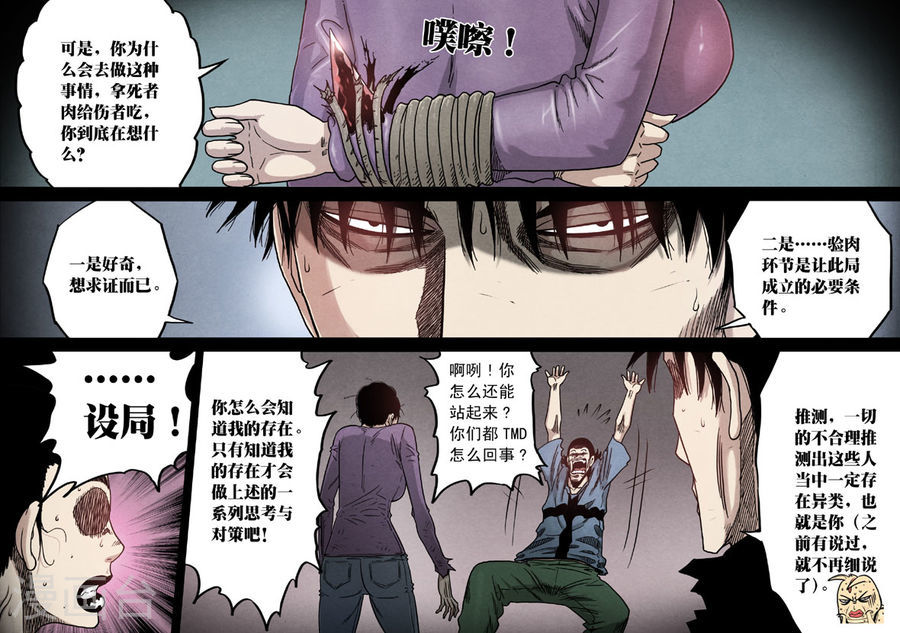 可是，你为什
么会去做这种
事情，拿死者
肉给伤者吃，
你到底在想什
么？
噗嚓！
一是好奇，
想求证而已。
二是……验肉
环节是让此局
成立的必要条
件。
……
设局！
你怎么会知
道我的存在。
只有知道我
的存在才会
做上述的一
系列思考与
对策吧！
啊咧！你
怎么还能
站起来？
你们都 TMD
怎么回事？
推测，一切
的不合理推
测出这些人
当中一定存
在异类，也
就是你（之
前有说过，
就不再细说
了）。
漫画台